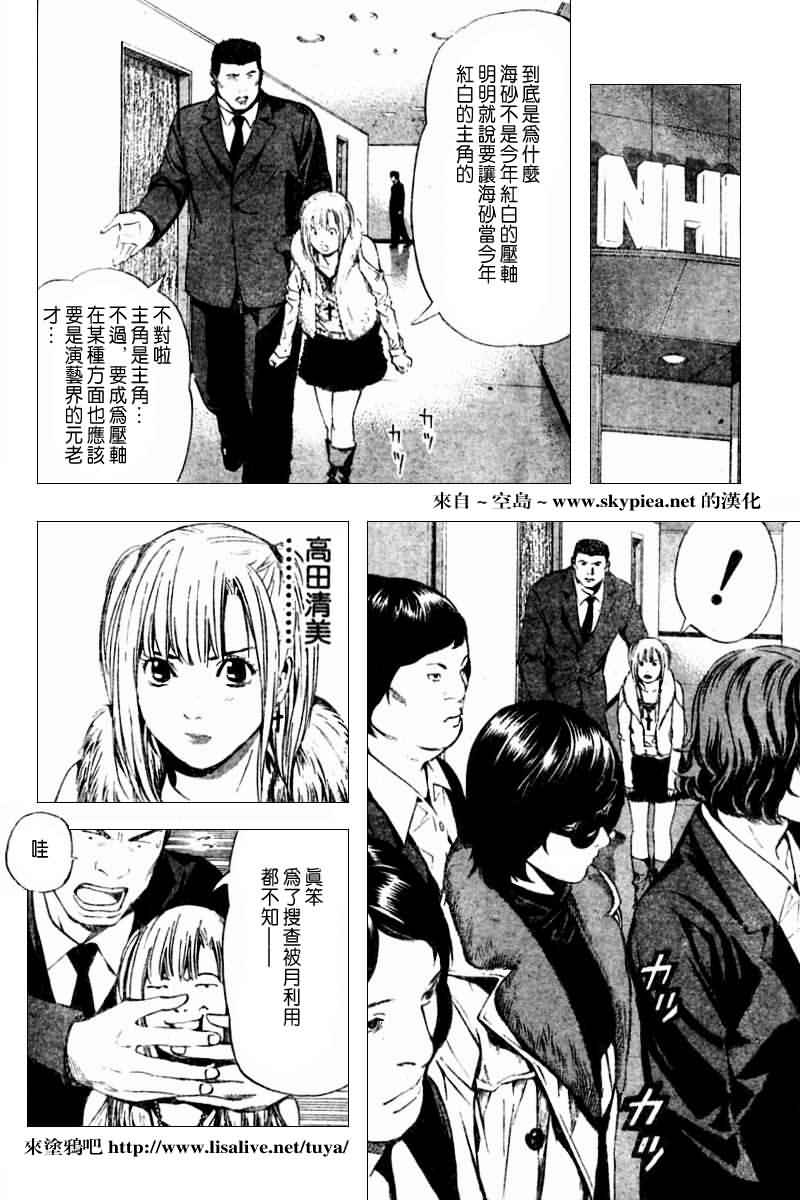 NH
到底是為什麼
海砂不是今年紅白的壓軸
明明就說要讓海砂當今年
紅白的主角的
不對啦
主角是主角…
不過，要成為壓軸
在某種方面也應該
要是演藝界的元老
才…
カッ
カッ
來自～空島～www.skypiea.net 的漢化
！
カッ
カッ
高田清美………
真笨
為了搜查被月利用
都不知——
哇
來塗鴉吧 http://www.lisalive.net/tuya/